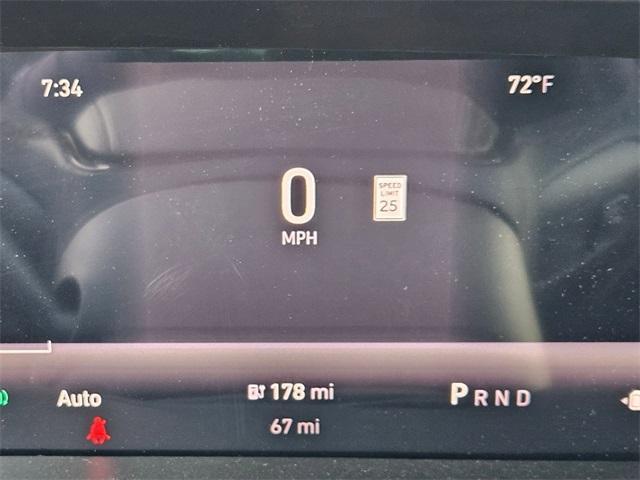 7:34
72°F
0
MPH
SPEED
LIMIT
25
Auto
178 mi
67 mi
P R N D